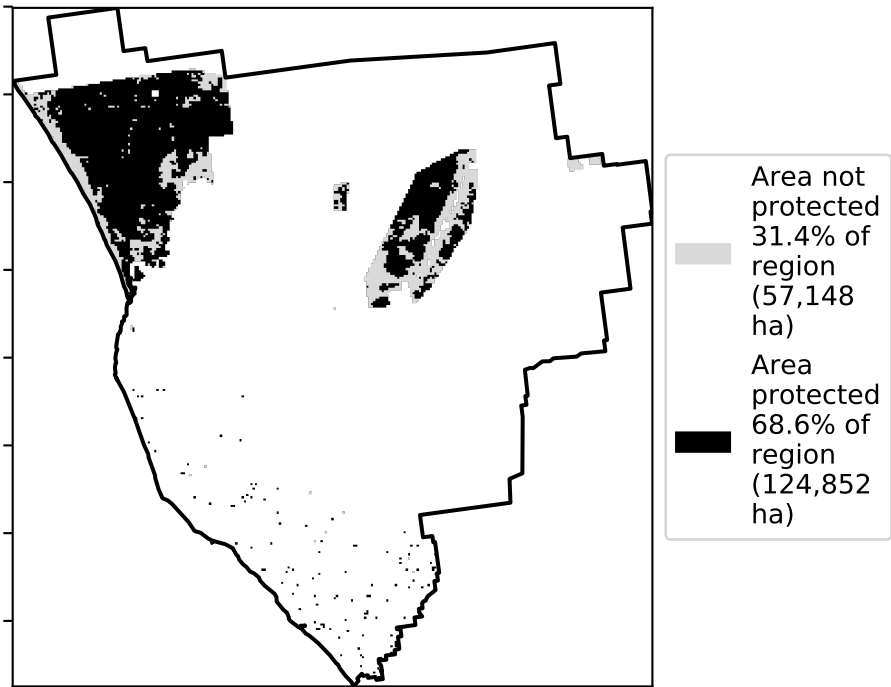 Area not
protected
31.4% of
region
(57,148
ha)
Area
protected
68.6% of
region
(124,852
ha)